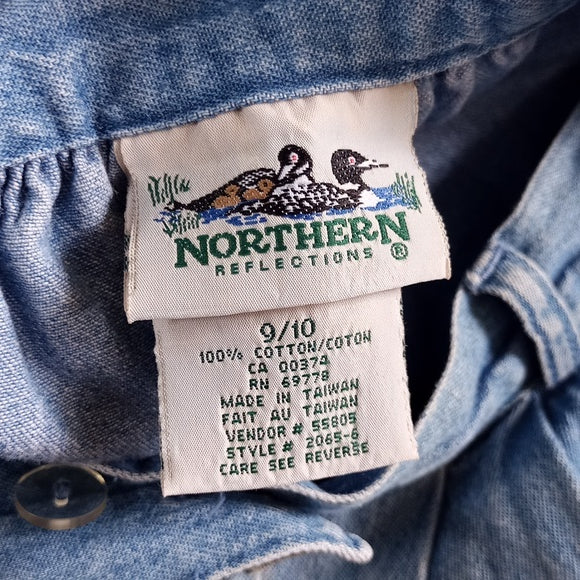 NORTHERN ®
REFLECTIONS
9/10
100% COTTON/COTON
CA 00374
RN 69778
MADE IN TAIWAN
FAIT AU TAIWAN
VENDOR# 55805
STYLE# 2065-6
CARE SEE REVERSE